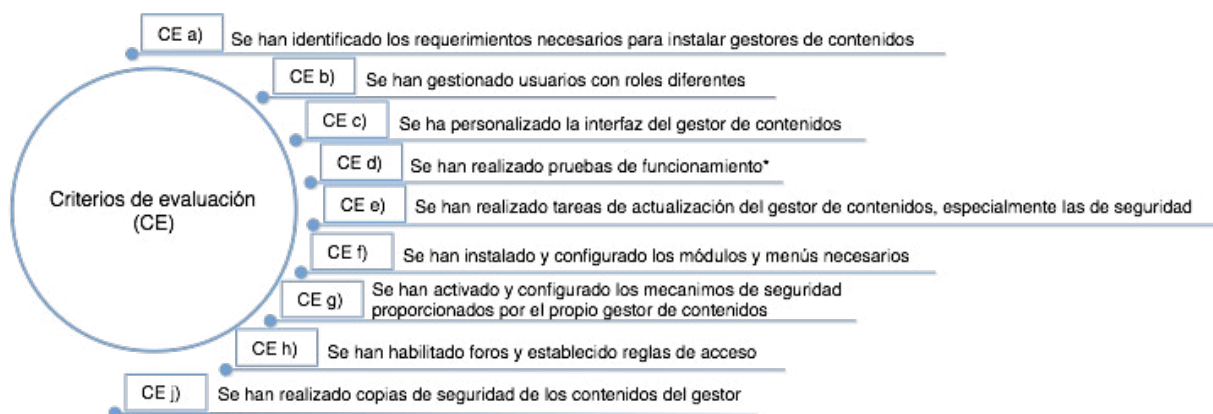 CE a) Se han identificado los requerimientos necesarios para instalar gestores de contenidos
CE b) Se han gestionado usuarios con roles diferentes
CE c) Se ha personalizado la interfaz del gestor de contenidos
CE d) Se han realizado pruebas de funcionamiento*
Criterios de evaluación
(CE)
CE e) Se han realizado tareas de actualización del gestor de contenidos, especialmente las de seguridad
CE f) Se han instalado y configurado los módulos y menús necesarios
CE g) Se han activado y configurado los mecanimos de seguridad
proporcionados por el propio gestor de contenidos
CE h) Se han habilitado foros y establecido reglas de acceso
CE j) Se han realizado copias de seguridad de los contenidos del gestor